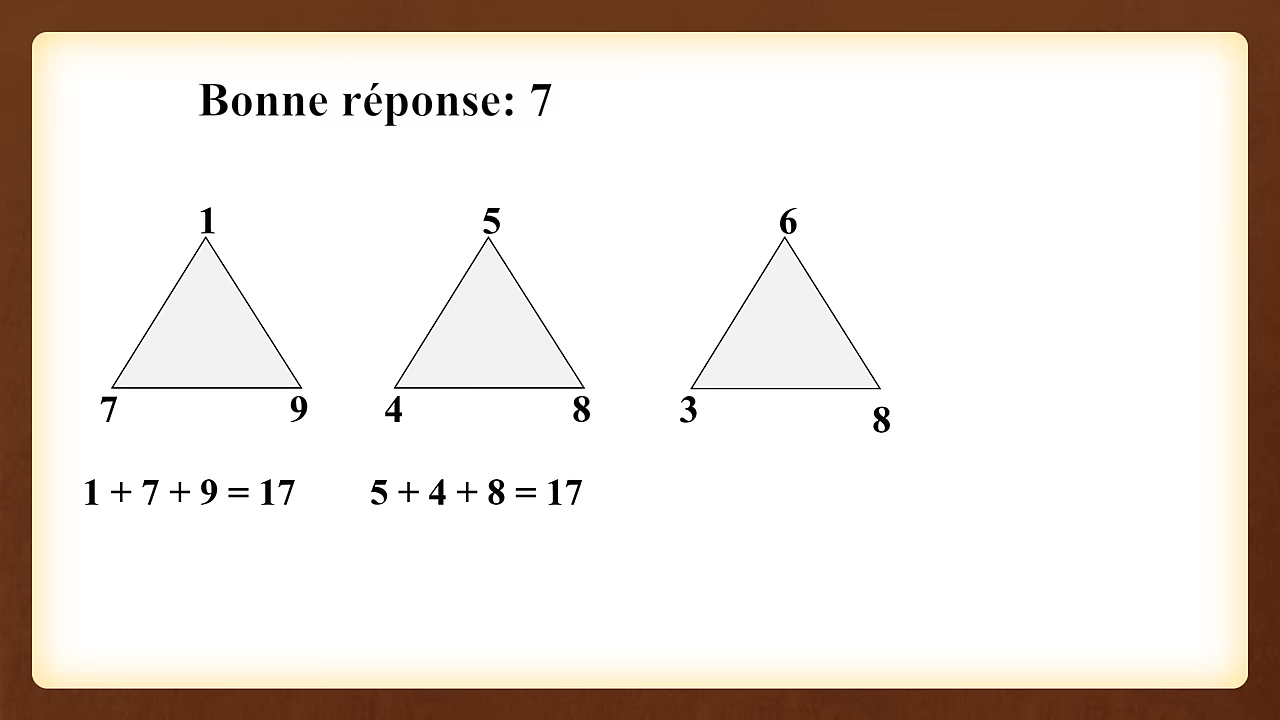 Bonne réponse: 7
1 5 6
7 9 4 8 3 8
1 + 7 + 9 = 17 5 + 4 + 8 = 17